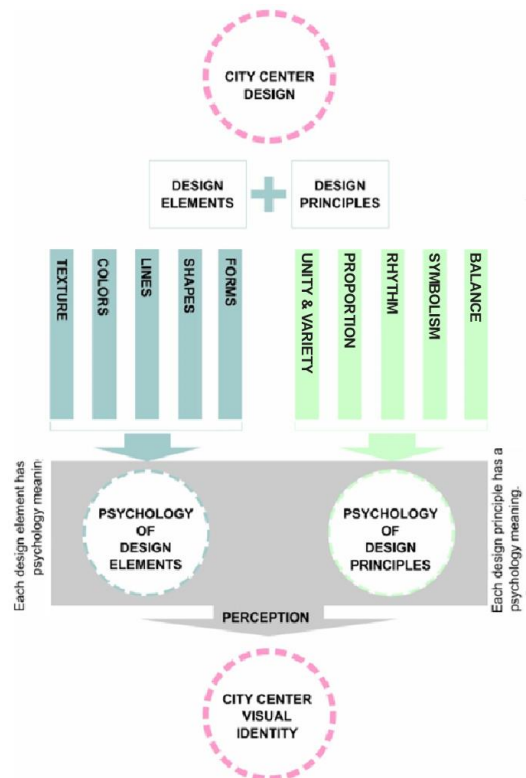 CITY CENTER
DESIGN
DESIGN
ELEMENTS
DESIGN
PRINCIPLES
TEXTURE
COLORS
LINES
SHAPES
FORMS
UNITY & VARIETY
PROPORTION
RHYTHM
SYMBOLISM
BALANCE
Each design element has
psychology meanin
PSYCHOLOGY
OF
DESIGN
ELEMENTS
PSYCHOLOGY
OF
DESIGN
PRINCIPLES
Each design principle has a
psychology meaning.
PERCEPTION
CITY CENTER
VISUAL
IDENTITY